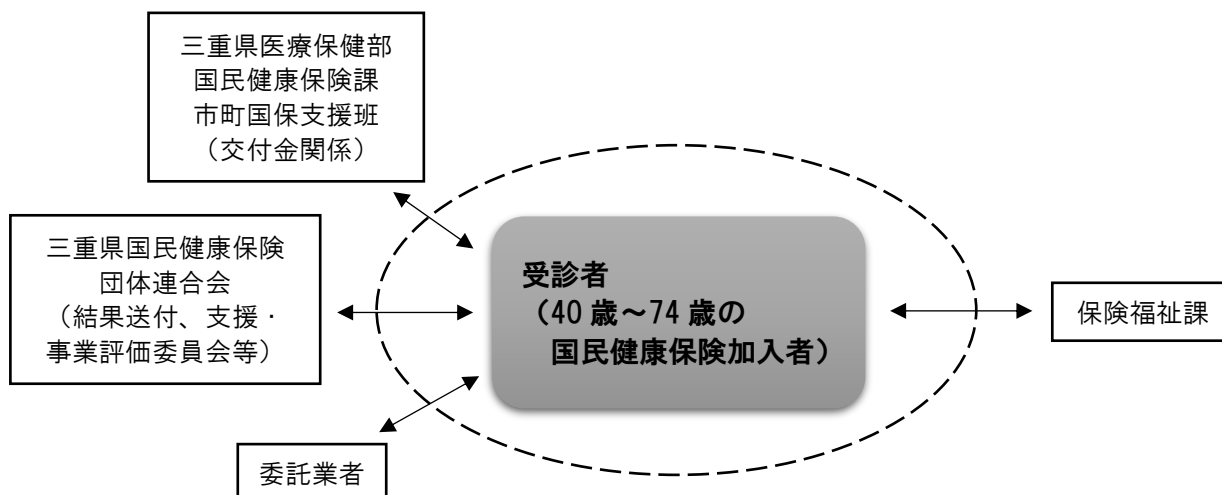 三重県医療保健部
国民健康保険課
市町国保支援班
（交付金関係）
三重県国民健康保険
団体連合会
（結果送付、支援・
事業評価委員会等）
委託業者
受診者
（40 歳～74 歳の
国民健康保険加入者）
保険福祉課